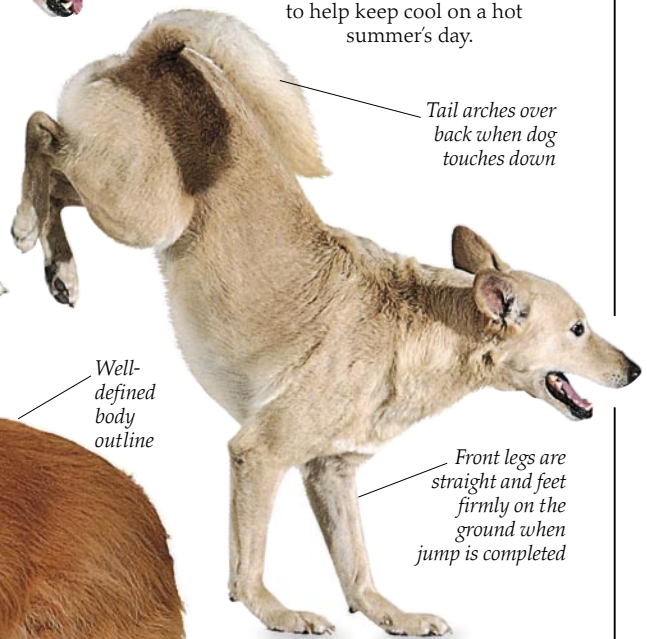 to help keep cool on a hot
summer's day.
Tail arches over
back when dog
touches down
Well-
defined
body
outline
Front legs are
straight and feet
firmly on the
ground when
jump is completed